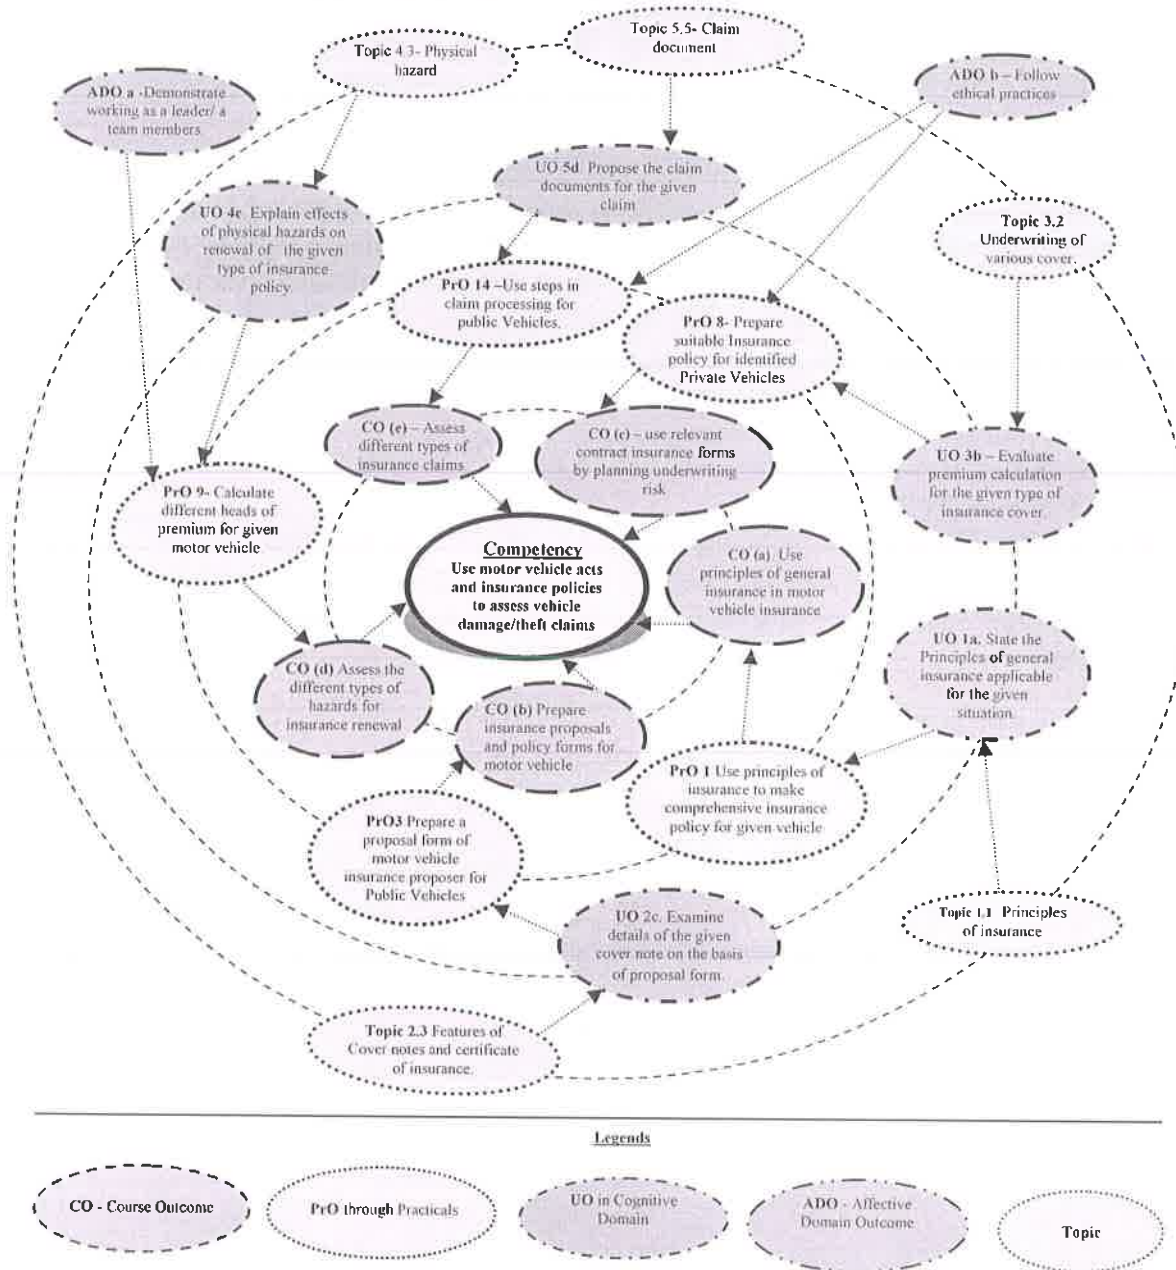 Topic 5.5- Claim
document
Topic 4.3- Physical
hazard
ADO a -Demonstrate
working as a leader/ a
team members
ADO b – Follow
ethical practices
UO 5d. Propose the claim
documents for the given
claim
UO 4c. Explain effects
of physical hazards on
renewal of the given
type of insurance
policy.
Topic 3.2
Underwriting of
various cover.
PrO 14 –Use steps in
claim processing for
public Vehicles.
PrO 8- Prepare
suitable Insurance
policy for identified
Private Vehicles
CO (e) – Assess
different types of
insurance claims
CO (c) – use relevant
contract insurance forms
by planning underwriting
risk
UO 3b – Evaluate
premium calculation
for the given type of
insurance cover.
PrO 9- Calculate
different heads of
premium for given
motor vehicle
Competency
Use motor vehicle acts
and insurance policies
to assess vehicle
damage/theft claims
CO (a). Use
principles of general
insurance in motor
vehicle insurance
UO 1a. State the
Principles of general
insurance applicable
for the given
situation.
CO (d) Assess the
different types of
hazards for
insurance renewal
CO (b) Prepare
insurance proposals
and policy forms for
motor vehicle
PrO 1 Use principles of
insurance to make
comprehensive insurance
policy for given vehicle
PrO3 Prepare a
proposal form of
motor vehicle
insurance proposer for
Public Vehicles
UO 2c. Examine
details of the given
cover note on the basis
of proposal form.
Topic 1.1 Principles
of insurance
Topic 2.3 Features of
Cover notes and certificate
of insurance.
Legends
CO - Course Outcome
PrO through Practicals
UO in Cognitive
Domain
ADO - Affective
Domain Outcome
Topic